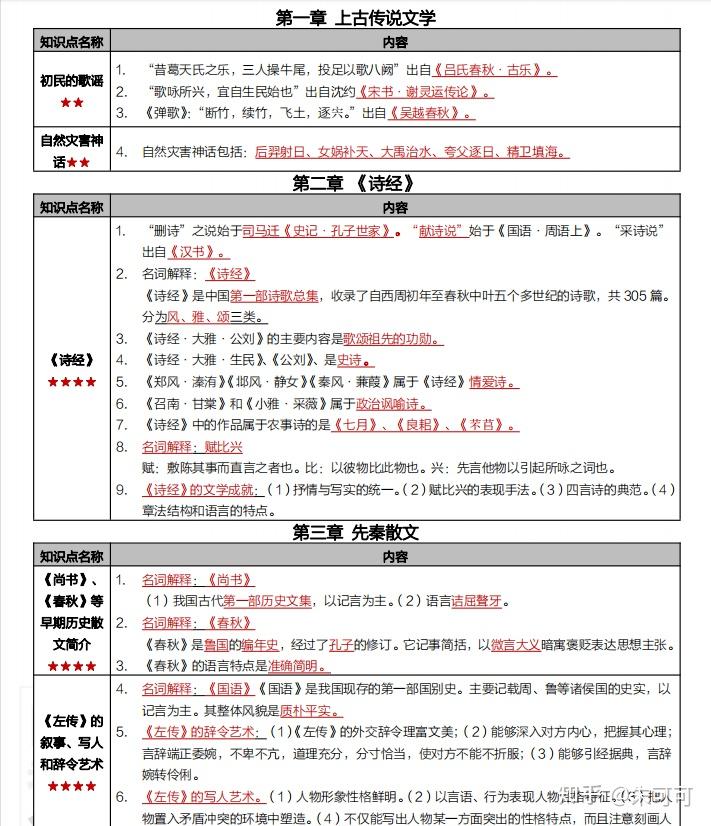 第一章 上古传说文学
知识点名称 内容
初民的歌谣
★★
1. “昔葛天氏之乐，三人操牛尾，投足以歌八阙”出自《吕氏春秋·古乐》。
2. “歌咏所兴，宜自生民始也”出自沈约《宋书·谢灵运传论》。
3. 《弹歌》：“断竹，续竹，飞土，逐宍。”出自《吴越春秋》。
自然灾害神
话★★
4. 自然灾害神话包括：后羿射日、女娲补天、大禹治水、夸父逐日、精卫填海。
第二章 《诗经》
知识点名称 内容
《诗经》
★★★★
1. “删诗”之说始于司马迁《史记·孔子世家》。“献诗说”始于《国语·周语上》。“采诗说”
出自《汉书》。
2. 名词解释：《诗经》
《诗经》是中国第一部诗歌总集，收录了自西周初年至春秋中叶五个多世纪的诗歌，共 305 篇。
分为风、雅、颂三类。
3. 《诗经·大雅·公刘》的主要内容是歌颂祖先的功勋。
4. 《诗经·大雅·生民》、《公刘》、是史诗。
5. 《郑风·溱洧》《邶风·静女》《秦风·蒹葭》属于《诗经》情爱诗。
6. 《召南·甘棠》和《小雅·采薇》属于政治讽喻诗。
7. 《诗经》中的作品属于农事诗的是《七月》、《良耜》、《芣苢》。
8. 名词解释：赋比兴
赋：敷陈其事而直言之者也。比：以彼物比此物也。兴：先言他物以引起所咏之词也。
9. 《诗经》的文学成就：（1）抒情与写实的统一。（2）赋比兴的表现手法。（3）四言诗的典范。（4）
章法结构和语言的特点。
第三章 先秦散文
知识点名称 内容
《尚书》、
《春秋》等
早期历史散
文简介
★★★★
1. 名词解释：《尚书》
（1）我国古代第一部历史文集，以记言为主。（2）语言诘屈聱牙。
2. 名词解释：《春秋》
《春秋》是鲁国的编年史，经过了孔子的修订。它记事简括，以微言大义暗寓褒贬表达思想主张。
3. 《春秋》的语言特点是准确简明。
《左传》的
叙事、写人
和辞令艺术
★★★★
4. 名词解释：《国语》《国语》是我国现存的第一部国别史。主要记载周、鲁等诸侯国的史实，以
记言为主。其整体风貌是质朴平实。
5. 《左传》的辞令艺术：（1）《左传》的外交辞令理富文美；（2）能够深入对方内心，把握其心理；
言辞端正委婉，不卑不亢，道理充分，分寸恰当，使对方不能不折服；（3）能够引经据典，言辞
婉转伶俐。
6. 《左传》的写人艺术。（1）人物形象性格鲜明。（2）以言语、行为表现人物性格特征。（3）把人
物置入矛盾冲突的环境中塑造。（4）不仅能写出人物某一方面突出的性格特点，而且注意刻画人
知乎 @朱可可